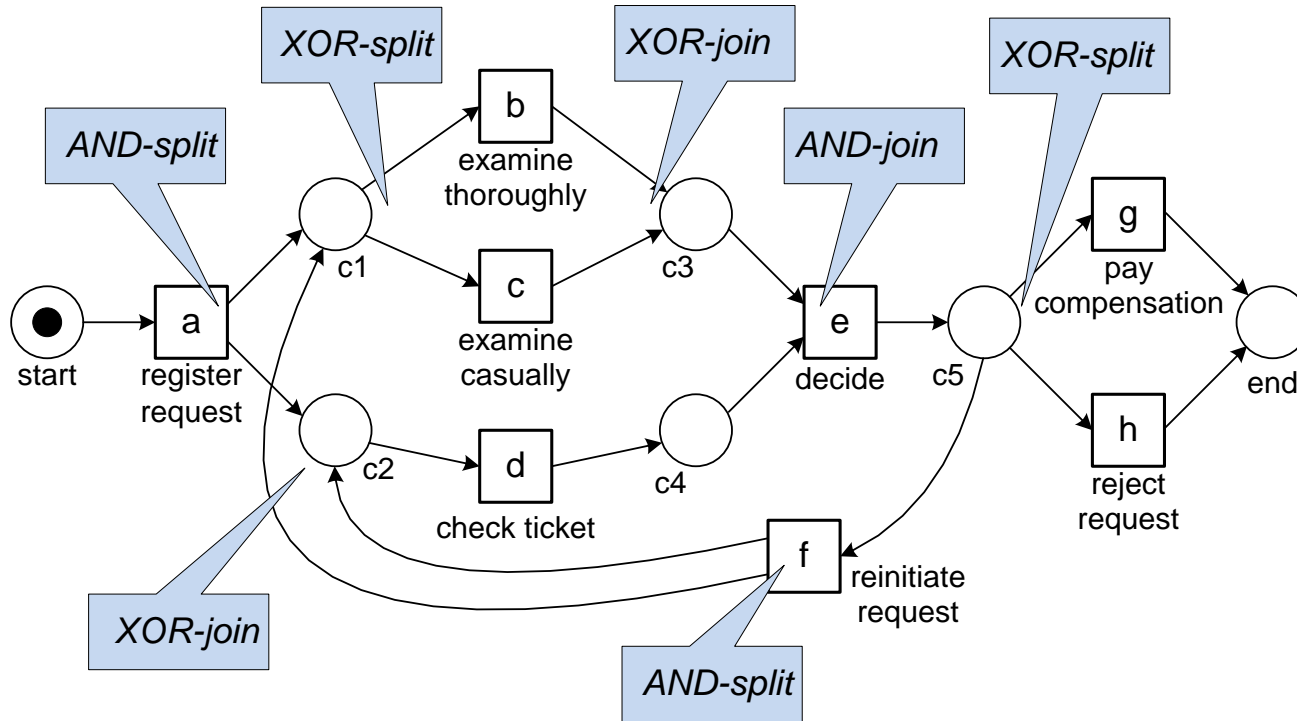 XOR-split
XOR-join
XOR-split
AND-split
AND-join
b
examine
thoroughly
c1
c3
c
examine
casually
g
pay
compensation
start
a
register
request
e
decide
c5
end
c2
d
check ticket
c4
h
reject
request
f
reinitiate
request
XOR-join
AND-split